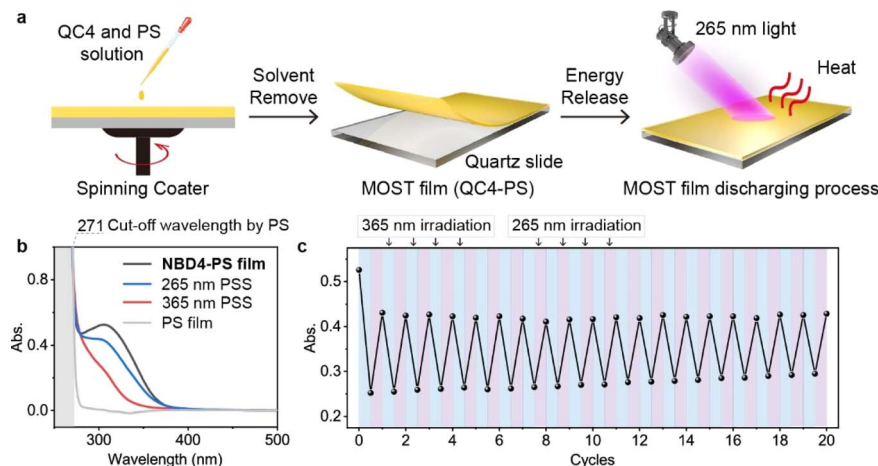 a
QC4 and PS
solution
Spinning Coater
Solvent
Remove
Quartz slide
MOST film (QC4-PS)
Energy
Release
265 nm light
Heat
MOST film discharging process
b
271 Cut-off wavelength by PS
NBD4-PS film
265 nm PSS
365 nm PSS
PS film
Abs.
0.8
0.4
0.0
300
400
500
Wavelength (nm)
c
365 nm irradiation
265 nm irradiation
Abs.
0.5
0.4
0.3
0.2
0 2 4 6 8 10 12 14 16 18 20
Cycles